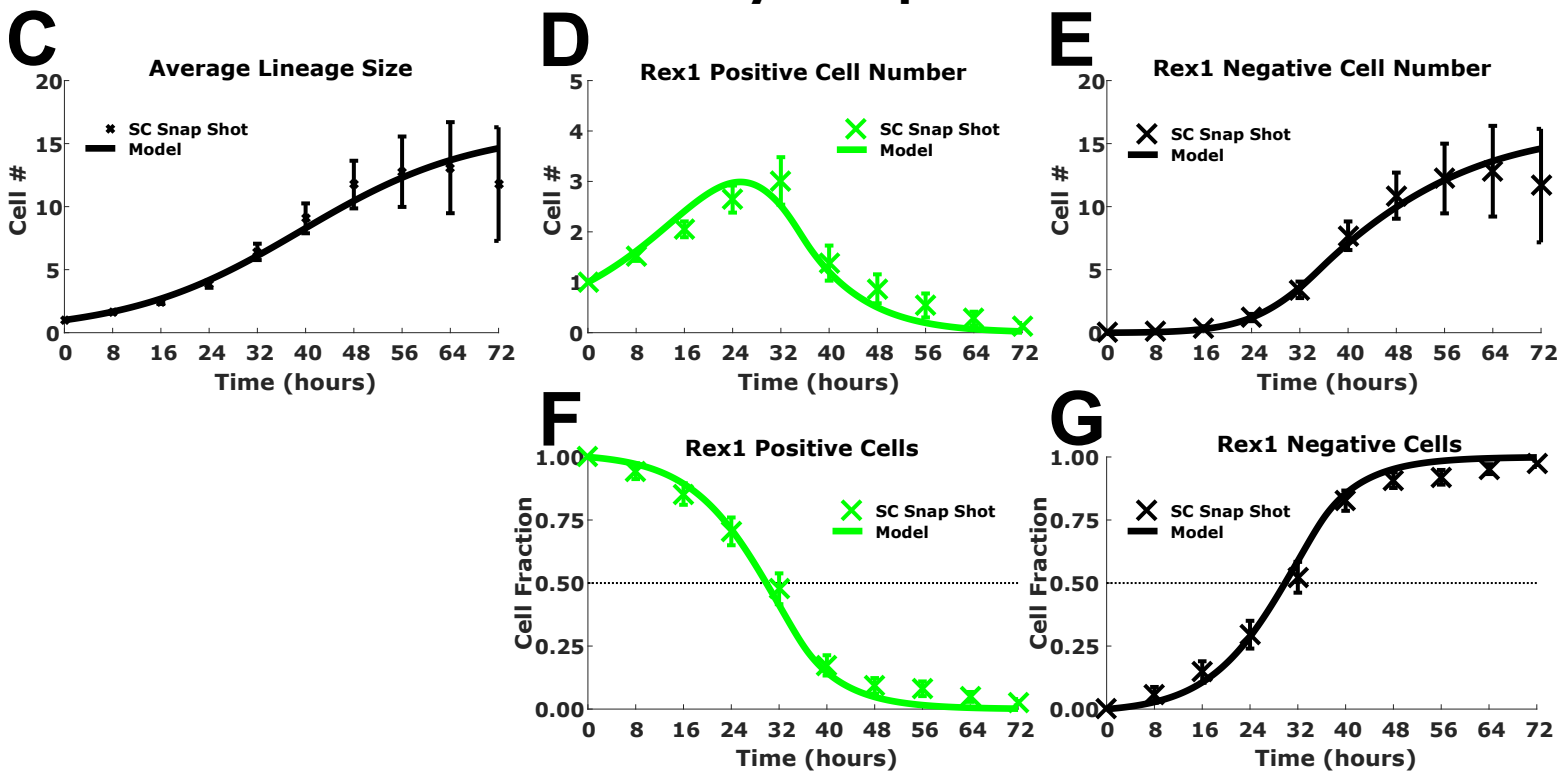 C
Average Lineage Size
20
15
10
5
0
Cell #
SC Snap Shot
Model
0 8 16 24 32 40 48 56 64 72
Time (hours)
D
Rex1 Positive Cell Number
5
4
3
2
1
0
Cell #
SC Snap Shot
Model
0 8 16 24 32 40 48 56 64 72
Time (hours)
E
Rex1 Negative Cell Number
20
15
10
5
0
Cell #
SC Snap Shot
Model
0 8 16 24 32 40 48 56 64 72
Time (hours)
F
Rex1 Positive Cells
1.00
0.75
0.50
0.25
0.00
Cell Fraction
SC Snap Shot
Model
0 8 16 24 32 40 48 56 64 72
Time (hours)
G
Rex1 Negative Cells
1.00
0.75
0.50
0.25
0.00
Cell Fraction
SC Snap Shot
Model
0 8 16 24 32 40 48 56 64 72
Time (hours)